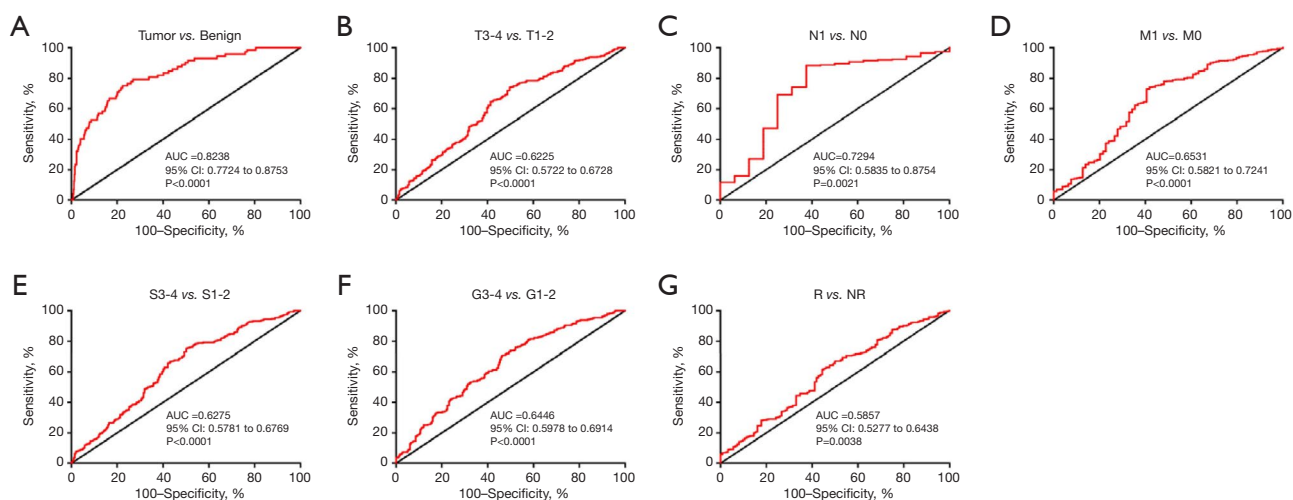 A
Tumor vs. Benign
100
80
60
40
20
0
Sensitivity, %
AUC =0.8238
95% CI: 0.7724 to 0.8753
P<0.0001
0 20 40 60 80 100
100–Specificity, %
B
T3-4 vs. T1-2
100
80
60
40
20
0
Sensitivity, %
AUC =0.6225
95% CI: 0.5722 to 0.6728
P<0.0001
0 20 40 60 80 100
100–Specificity, %
C
N1 vs. N0
100
80
60
40
20
0
Sensitivity, %
AUC=0.7294
95% CI: 0.5835 to 0.8754
P=0.0021
0 20 40 60 80 100
100–Specificity, %
D
M1 vs. M0
100
80
60
40
20
0
Sensitivity, %
AUC=0.6531
95% CI: 0.5821 to 0.7241
P<0.0001
0 20 40 60 80 100
100–Specificity, %
E
S3-4 vs. S1-2
100
80
60
40
20
0
Sensitivity, %
AUC =0.6275
95% CI: 0.5781 to 0.6769
P<0.0001
0 20 40 60 80 100
100–Specificity, %
F
G3-4 vs. G1-2
100
80
60
40
20
0
Sensitivity, %
AUC =0.6446
95% CI: 0.5978 to 0.6914
P<0.0001
0 20 40 60 80 100
100–Specificity, %
G
R vs. NR
100
80
60
40
20
0
Sensitivity, %
AUC =0.5857
95% CI: 0.5277 to 0.6438
P=0.0038
0 20 40 60 80 100
100–Specificity, %